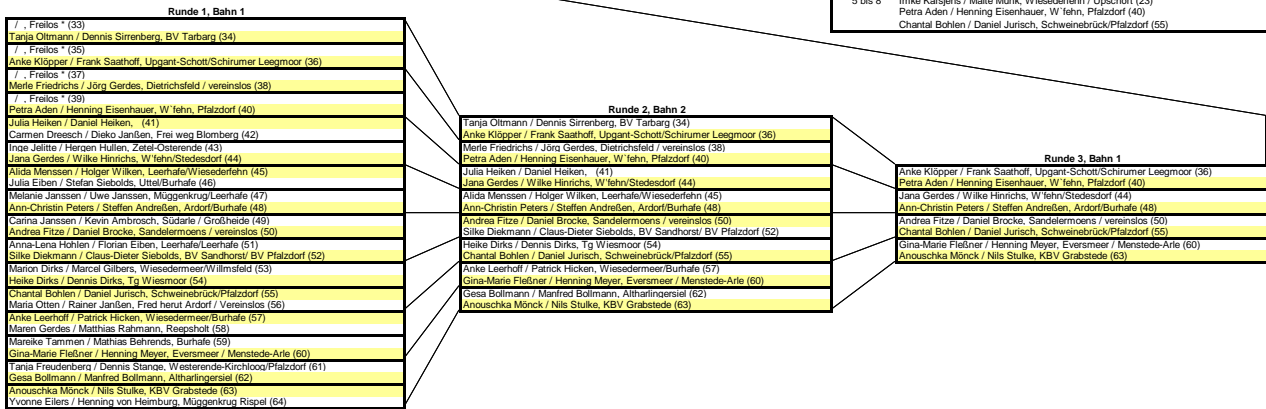 5 bis 8 Imke Karsjens / Malte Munk, Wiesederfehn / Upschört (23)
Petra Aden / Henning Eisenhauer, W`fehn, Pfalzdorf (40)
Chantal Bohlen / Daniel Jurisch, Schweinebrück/Pfalzdorf (55)
Runde 1, Bahn 1
/ , Freilos * (33)
Tanja Oltmann / Dennis Sirrenberg, BV Tarbarg (34)
/ , Freilos * (35)
Anke Klöpper / Frank Saathoff, Upgant-Schott/Schirumer Leegmoor (36)
/ , Freilos * (37)
Merle Friedrichs / Jörg Gerdes, Dietrichsfeld / vereinslos (38)
/ , Freilos * (39)
Petra Aden / Henning Eisenhauer, W`fehn, Pfalzdorf (40)
Julia Heiken / Daniel Heiken, (41)
Carmen Dreesch / Dieko Janßen, Frei weg Blomberg (42)
Inge Jelitte / Hergen Hullen, Zetel-Osterende (43)
Jana Gerdes / Wilke Hinrichs, W'fehn/Stedesdorf (44)
Alida Menssen / Holger Wilken, Leerhafe/Wiesederfehn (45)
Julia Eiben / Stefan Siebolds, Uttel/Burhafe (46)
Melanie Janssen / Uwe Janssen, Müggenkrug/Leerhafe (47)
Ann-Christin Peters / Steffen Andreßen, Ardorf/Burhafe (48)
Carina Janssen / Kevin Ambrosch, Südarle / Großheide (49)
Andrea Fitze / Daniel Brocke, Sandelermoens / vereinslos (50)
Anna-Lena Hohlen / Florian Eiben, Leerhafe/Leerhafe (51)
Silke Diekmann / Claus-Dieter Siebolds, BV Sandhorst/ BV Pfalzdorf (52)
Marion Dirks / Marcel Gilbers, Wiesedermeer/Willmsfeld (53)
Heike Dirks / Dennis Dirks, Tg Wiesmoor (54)
Chantal Bohlen / Daniel Jurisch, Schweinebrück/Pfalzdorf (55)
Maria Otten / Rainer Janßen, Fred herut Ardorf / Vereinslos (56)
Anke Leerhoff / Patrick Hicken, Wiesedermeer/Burhafe (57)
Maren Gerdes / Matthias Rahmann, Reepsholt (58)
Mareike Tammen / Mathias Behrends, Burhafe (59)
Gina-Marie Fleßner / Henning Meyer, Eversmeer / Menstede-Arle (60)
Tanja Freudenberg / Dennis Stange, Westerende-Kirchloog/Pfalzdorf (61)
Gesa Bollmann / Manfred Bollmann, Altharlingersiel (62)
Anouschka Mönck / Nils Stulke, KBV Grabstede (63)
Yvonne Eilers / Henning von Heimburg, Müggenkrug Rispel (64)
Runde 2, Bahn 2
Tanja Oltmann / Dennis Sirrenberg, BV Tarbarg (34)
Anke Klöpper / Frank Saathoff, Upgant-Schott/Schirumer Leegmoor (36)
Merle Friedrichs / Jörg Gerdes, Dietrichsfeld / vereinslos (38)
Petra Aden / Henning Eisenhauer, W`fehn, Pfalzdorf (40)
Julia Heiken / Daniel Heiken, (41)
Jana Gerdes / Wilke Hinrichs, W'fehn/Stedesdorf (44)
Alida Menssen / Holger Wilken, Leerhafe/Wiesederfehn (45)
Ann-Christin Peters / Steffen Andreßen, Ardorf/Burhafe (48)
Andrea Fitze / Daniel Brocke, Sandelermoens / vereinslos (50)
Silke Diekmann / Claus-Dieter Siebolds, BV Sandhorst/ BV Pfalzdorf (52)
Heike Dirks / Dennis Dirks, Tg Wiesmoor (54)
Chantal Bohlen / Daniel Jurisch, Schweinebrück/Pfalzdorf (55)
Anke Leerhoff / Patrick Hicken, Wiesedermeer/Burhafe (57)
Gina-Marie Fleßner / Henning Meyer, Eversmeer / Menstede-Arle (60)
Gesa Bollmann / Manfred Bollmann, Altharlingersiel (62)
Anouschka Mönck / Nils Stulke, KBV Grabstede (63)
Runde 3, Bahn 1
Anke Klöpper / Frank Saathoff, Upgant-Schott/Schirumer Leegmoor (36)
Petra Aden / Henning Eisenhauer, W`fehn, Pfalzdorf (40)
Jana Gerdes / Wilke Hinrichs, W'fehn/Stedesdorf (44)
Ann-Christin Peters / Steffen Andreßen, Ardorf/Burhafe (48)
Andrea Fitze / Daniel Brocke, Sandelermoens / vereinslos (50)
Chantal Bohlen / Daniel Jurisch, Schweinebrück/Pfalzdorf (55)
Gina-Marie Fleßner / Henning Meyer, Eversmeer / Menstede-Arle (60)
Anouschka Mönck / Nils Stulke, KBV Grabstede (63)